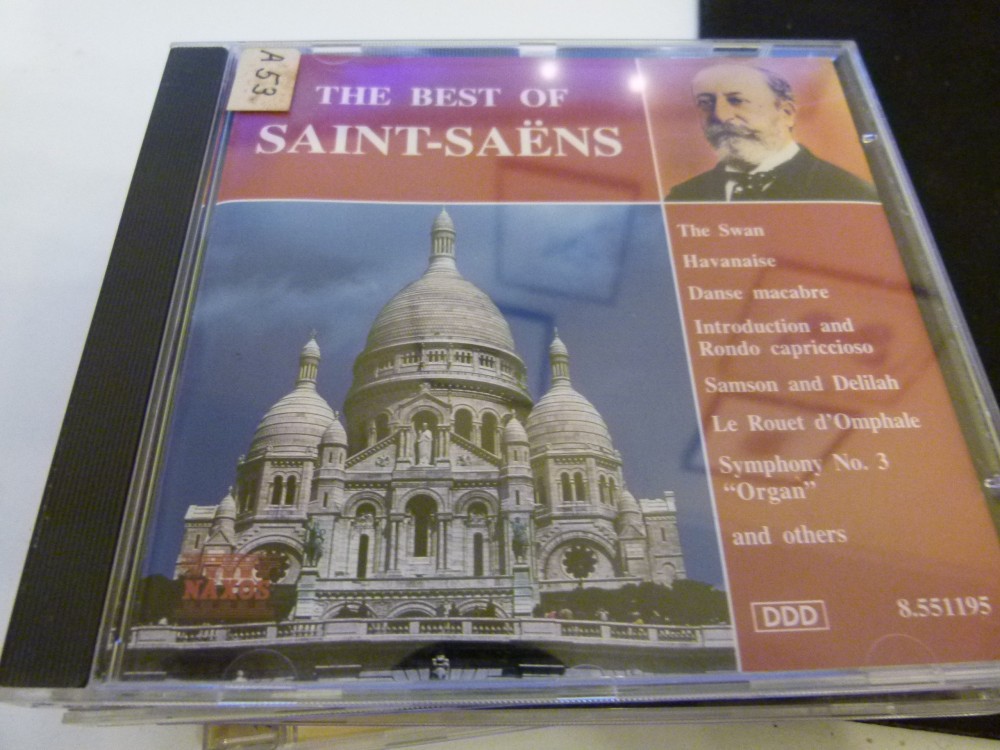 A 53
THE BEST OF
SAINT-SAËNS
The Swan
Havanaise
Danse macabre
Introduction and
Rondo capriccioso
Samson and Delilah
Le Rouet d'Omphale
Symphony No. 3
“Organ”
and others
NAXOS
DDD
8.551195